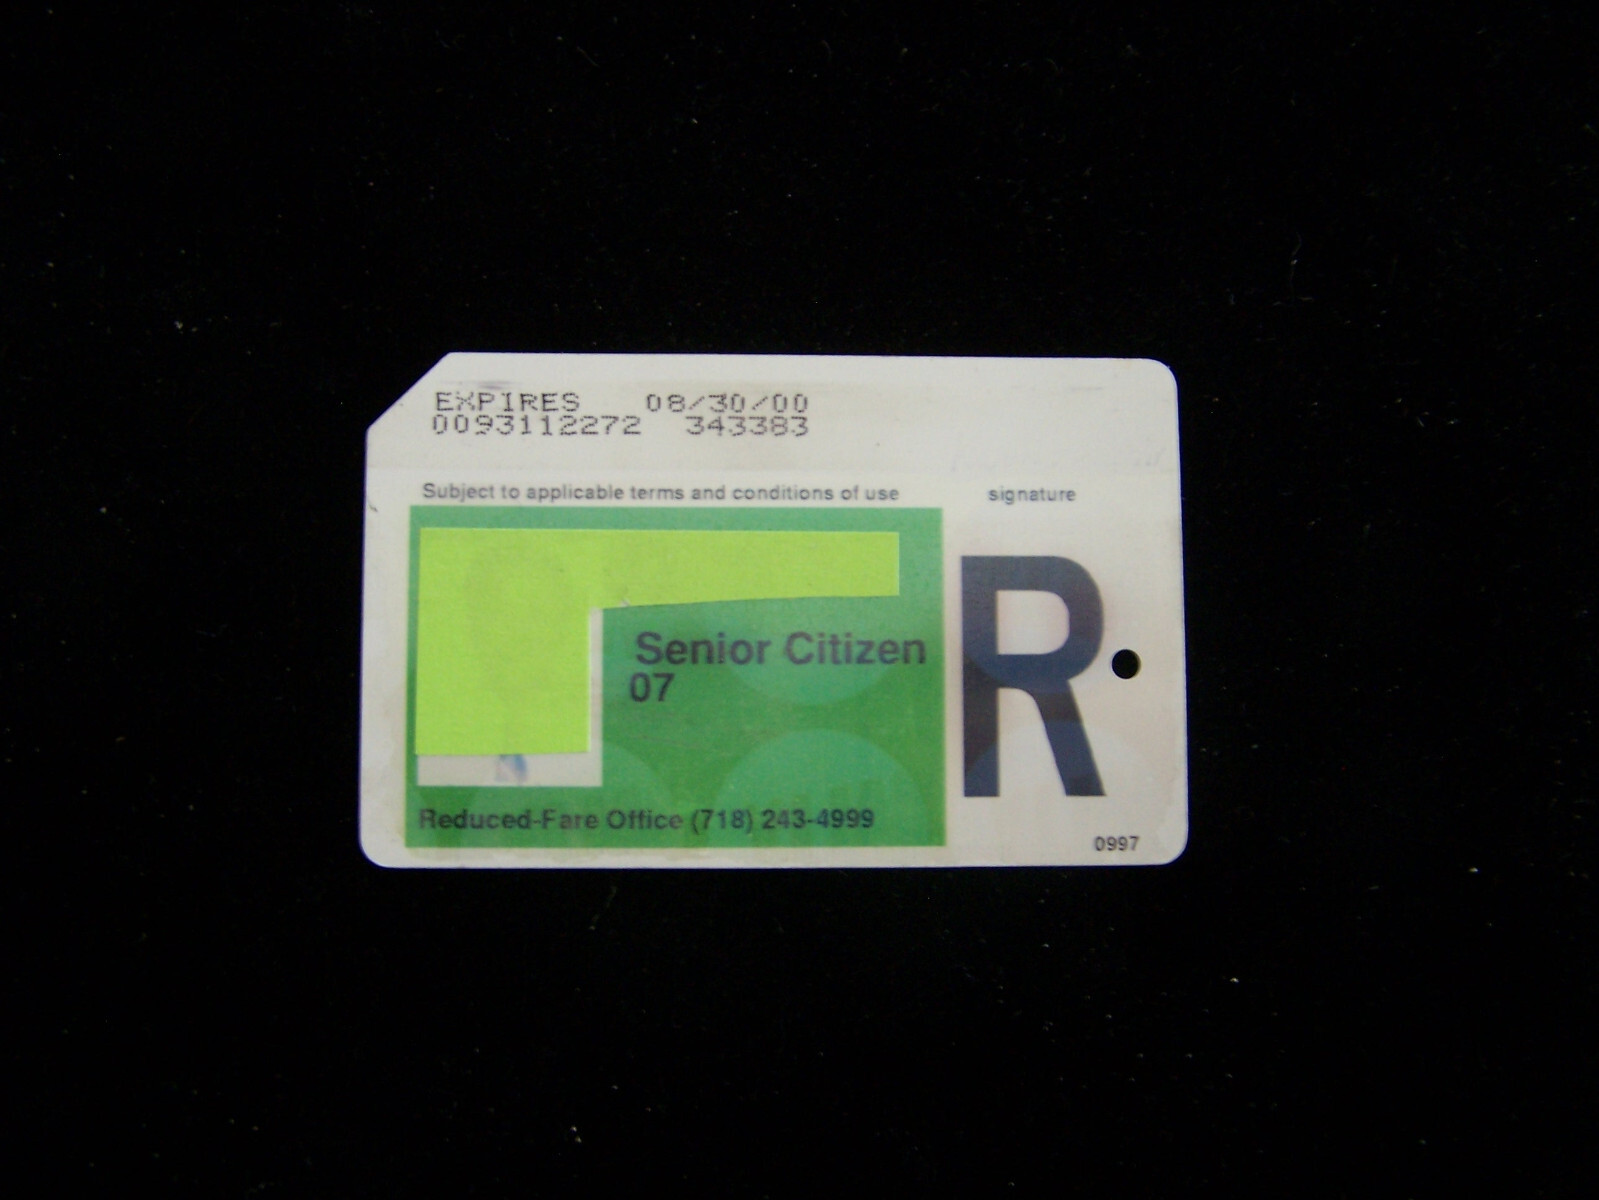 EXPIRES 08/30/00
0093112272 343383
Subject to applicable terms and conditions of use
signature
Senior Citizen
07
R
Reduced-Fare Office (718) 243-4999
0997